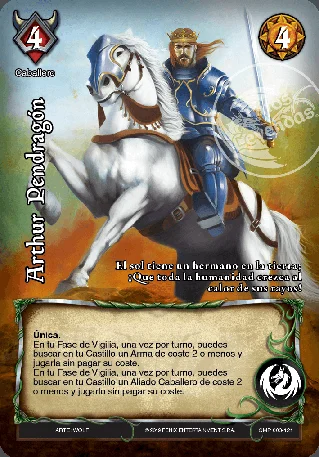 4
4
Caballero
Arthur Pendragón
El sol tiene un hermano en la tierra;
¡Que toda la humanidad crezca al
calor de sus rayos!
Única.
En tu Fase de Vigilia, una vez por turno, puedes
buscar en tu Castillo un Arma de coste 2 o menos y
jugarla sin pagar su coste.
En tu Fase de Vigilia, una vez por turno, puedes
buscar en tu Castillo un Aliado Caballero de coste 2
o menos y jugarla sin pagar su coste.
ARTE: WOLF